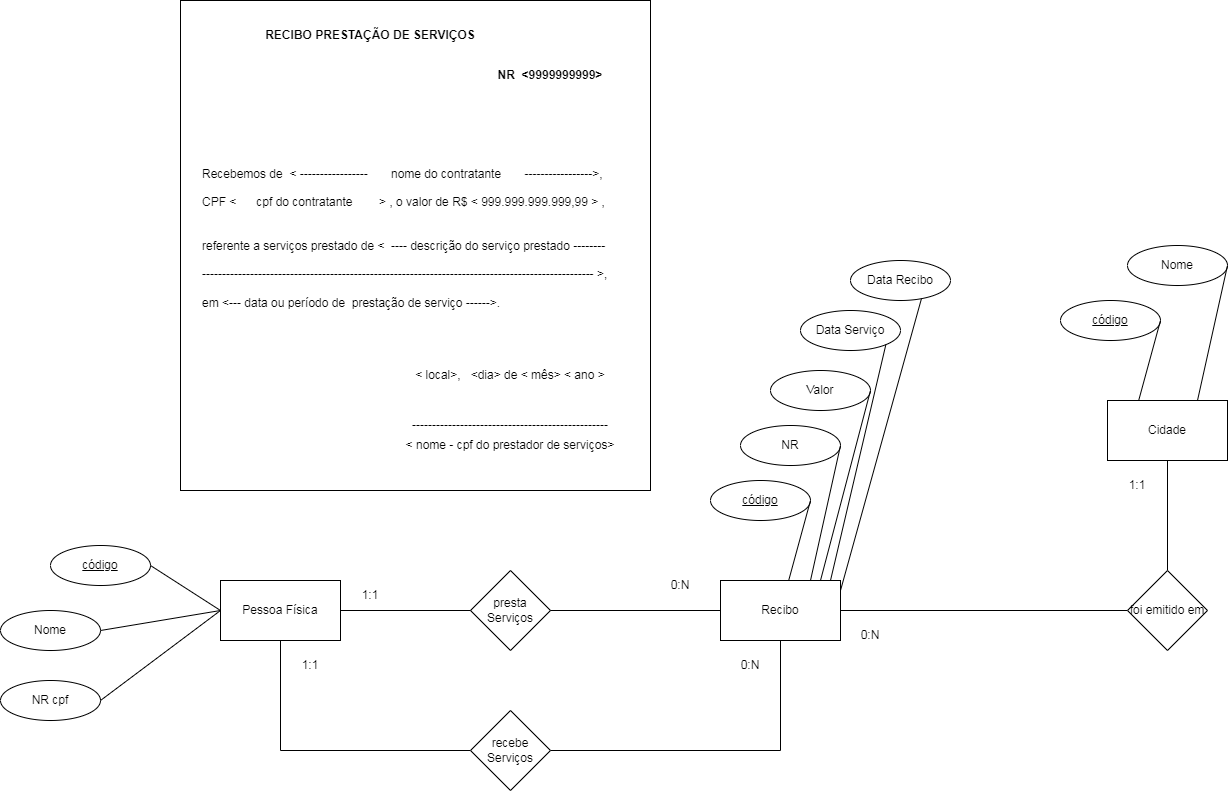 RECIBO PRESTAÇÃO DE SERVIÇOS
NR <9999999999>
Recebemos de < ----------------- nome do contratante ----------------->,
CPF < cpf do contratante > , o valor de R$ < 999.999.999.999,99 > ,
referente a serviços prestado de < ---- descrição do serviço prestado --------
-------------------------------------------------------------------------------------------------- >,
em <--- data ou período de prestação de serviço ------>.
< local>, <dia> de < mês> < ano >
-------------------------------------------------
< nome - cpf do prestador de serviços>
Nome
Data Recibo
código
Data Serviço
Valor
Cidade
NR
1:1
código
código
Pessoa Física
1:1
presta
Serviços
0:N
Recibo
foi emitido em
Nome
0:N
1:1
0:N
NR cpf
recebe
Serviços